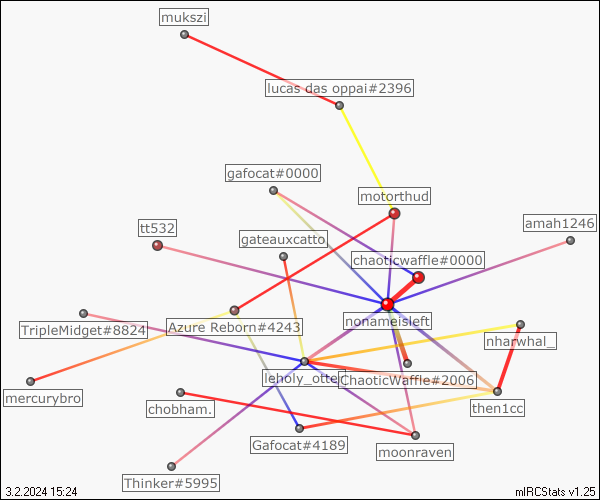 mukszi
lucas das oppai#2396
gafocat#0000
motorthud
amah1246
tt532
gateauxcatto
chaoticwaffle#0000
TripleMidget#8824
Azure Reborn#4243
nonameisleft
nharwhal_
leholy_otte
ChaoticWaffle#2006
mercurybro
chobham.
then1cc
Gafocat#4189
moonraven
Thinker#5995
3.2.2024 15:24
mIRCStats v1.25